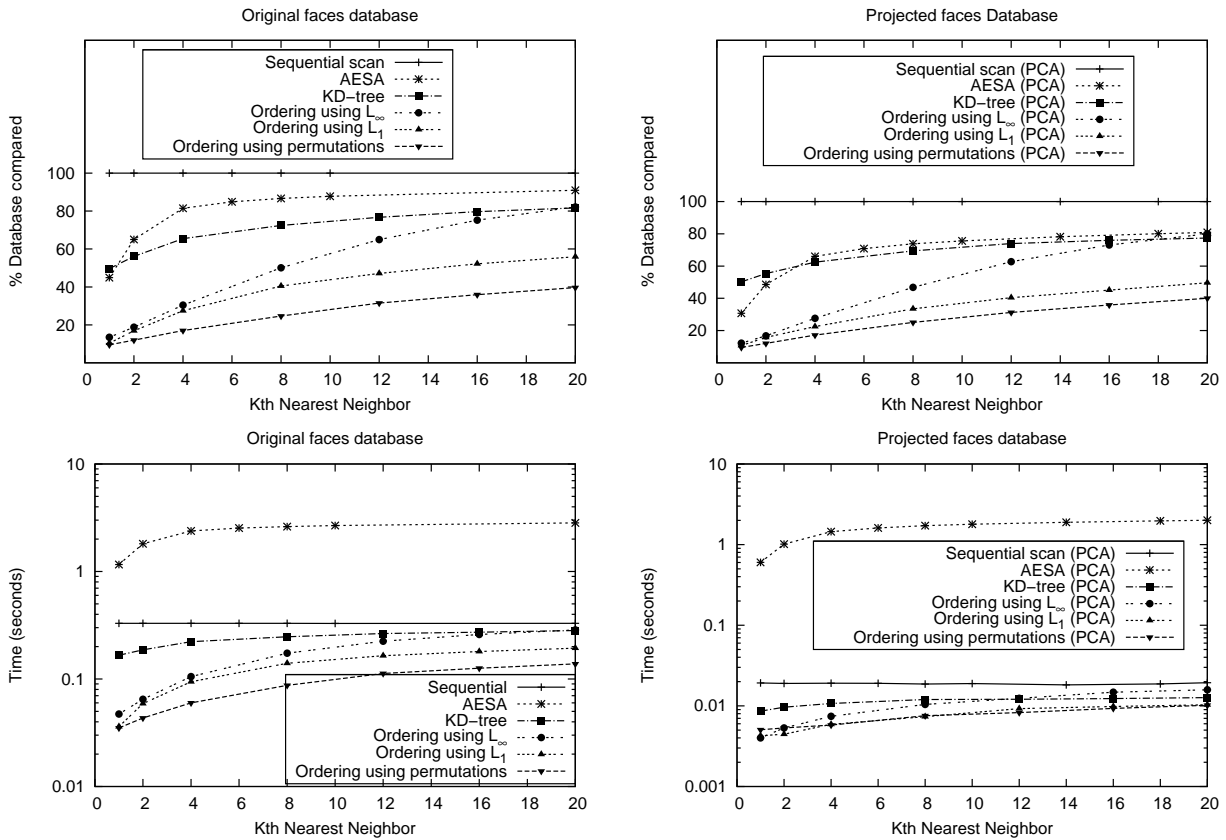 Original faces database
% Database compared
100
80
60
40
20
0 2 4 6 8 10 12 14 16 18 20
Kth Nearest Neighbor
Sequential scan
AESA
KD−tree
Ordering using L∞
Ordering using L1
Ordering using permutations
Projected faces Database
% Database compared
100
80
60
40
20
0 2 4 6 8 10 12 14 16 18 20
Kth Nearest Neighbor
Sequential scan (PCA)
AESA (PCA)
KD−tree (PCA)
Ordering using L∞ (PCA)
Ordering using L1 (PCA)
Ordering using permutations (PCA)
Original faces database
Time (seconds)
10
1
0.1
0.01
0 2 4 6 8 10 12 14 16 18 20
Kth Nearest Neighbor
Sequential
AESA
KD−tree
Ordering using L∞
Ordering using L1
Ordering using permutations
Projected faces database
Time (seconds)
10
1
0.1
0.01
0.001
0 2 4 6 8 10 12 14 16 18 20
Kth Nearest Neighbor
Sequential scan (PCA)
AESA (PCA)
KD−tree (PCA)
Ordering using L∞ (PCA)
Ordering using L1 (PCA)
Ordering using permutations (PCA)